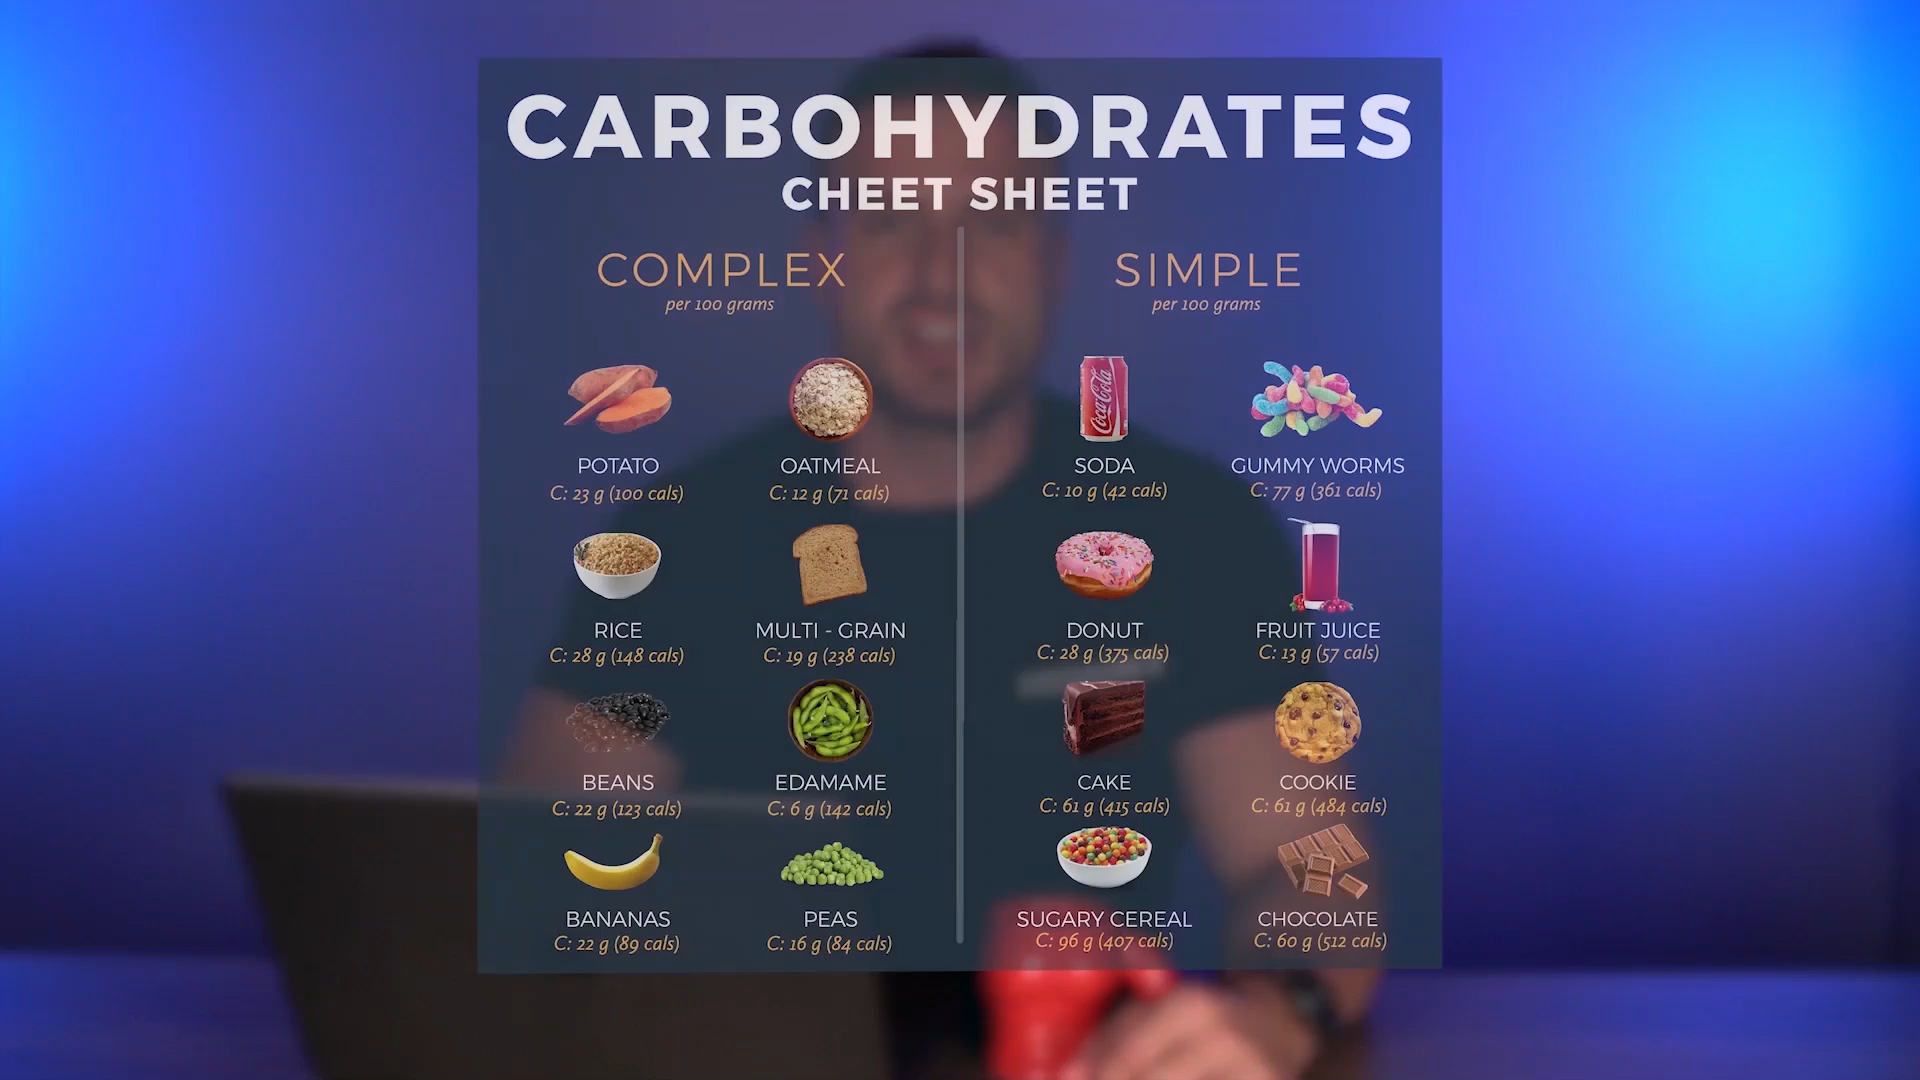 CARBOHYDRATES
CHEET SHEET
COMPLEX
per 100 grams
POTATO
C: 23 g (100 cals)
OATMEAL
C: 12 g (71 cals)
RICE
C: 28 g (148 cals)
MULTI - GRAIN
C: 19 g (238 cals)
BEANS
C: 22 g (123 cals)
EDAMAME
C: 6 g (142 cals)
BANANAS
C: 22 g (89 cals)
PEAS
C: 16 g (84 cals)
SIMPLE
per 100 grams
Coca-Cola
SODA
C: 10 g (42 cals)
GUMMY WORMS
C: 77 g (361 cals)
DONUT
C: 28 g (375 cals)
FRUIT JUICE
C: 13 g (57 cals)
CAKE
C: 61 g (415 cals)
COOKIE
C: 61 g (484 cals)
SUGARY CEREAL
C: 96 g (407 cals)
CHOCOLATE
C: 60 g (512 cals)